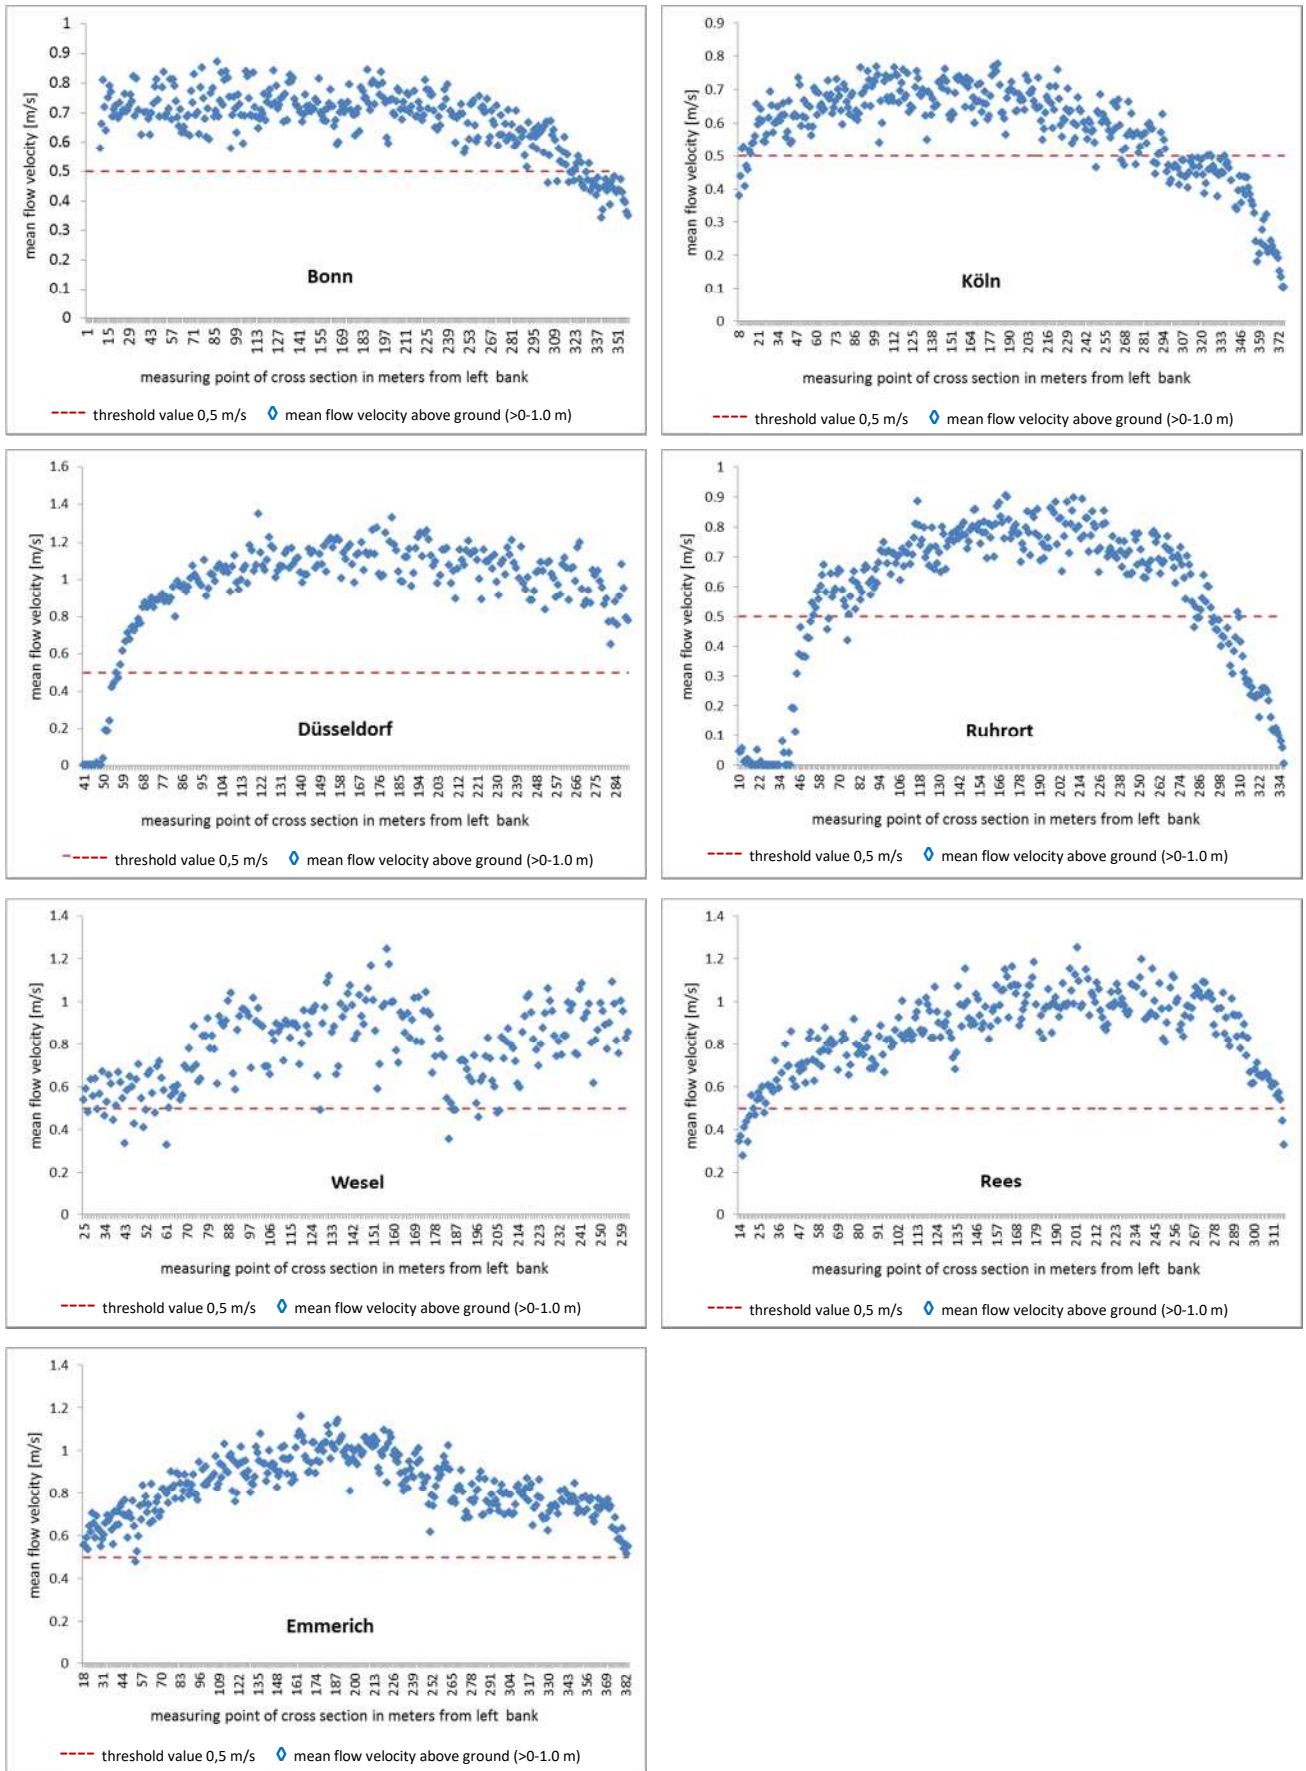 1
0.9
0.8
0.7
0.6
0.5
0.4
0.3
0.2
0.1
0
mean flow velocity [m/s]
Bonn
1 15 29 43 57 71 85 99 113 127 141 155 169 183 197 211 225 239 253 267 281 295 309 323 337 351
measuring point of cross section in meters from left bank
threshold value 0,5 m/s mean flow velocity above ground (>0-1.0 m)
0.9
0.8
0.7
0.6
0.5
0.4
0.3
0.2
0.1
0
mean flow velocity [m/s]
Köln
8 21 34 47 60 73 86 99 112 125 138 151 164 177 190 203 216 229 242 255 268 281 294 307 320 333 346 359 372
measuring point of cross section in meters from left bank
threshold value 0,5 m/s mean flow velocity above ground (>0-1.0 m)
1.6
1.4
1.2
1
0.8
0.6
0.4
0.2
0
mean flow velocity [m/s]
Düsseldorf
41 50 59 68 77 86 95 104 113 122 131 140 149 158 167 176 185 194 203 212 221 230 239 248 257 266 275 284
measuring point of cross section in meters from left bank
threshold value 0,5 m/s mean flow velocity above ground (>0-1.0 m)
1
0.9
0.8
0.7
0.6
0.5
0.4
0.3
0.2
0.1
0
mean flow velocity [m/s]
Ruhrort
10 22 34 46 58 70 82 94 106 118 130 142 154 166 178 190 202 214 226 238 250 262 274 286 298 310 322 334
measuring point of cross section in meters from left bank
threshold value 0,5 m/s mean flow velocity above ground (>0-1.0 m)
1.4
1.2
1
0.8
0.6
0.4
0.2
0
mean flow velocity [m/s]
Wesel
25 34 43 52 61 70 79 88 97 106 115 124 133 142 151 160 169 178 187 196 205 214 223 232 241 250 259
measuring point of cross section in meters from left bank
threshold value 0,5 m/s mean flow velocity above ground (>0-1.0 m)
1.4
1.2
1
0.8
0.6
0.4
0.2
0
mean flow velocity [m/s]
Rees
14 25 36 47 58 69 80 91 102 113 124 135 146 157 168 179 190 201 212 223 234 245 256 267 278 289 300 311
measuring point of cross section in meters from left bank
threshold value 0,5 m/s mean flow velocity above ground (>0-1.0 m)
1.4
1.2
1
0.8
0.6
0.4
0.2
0
mean flow velocity [m/s]
Emmerich
18 31 44 57 70 83 96 109 122 135 148 161 174 187 200 213 226 239 252 265 278 291 304 317 330 343 356 369 382
measuring point of cross section in meters from left bank
threshold value 0,5 m/s mean flow velocity above ground (>0-1.0 m)